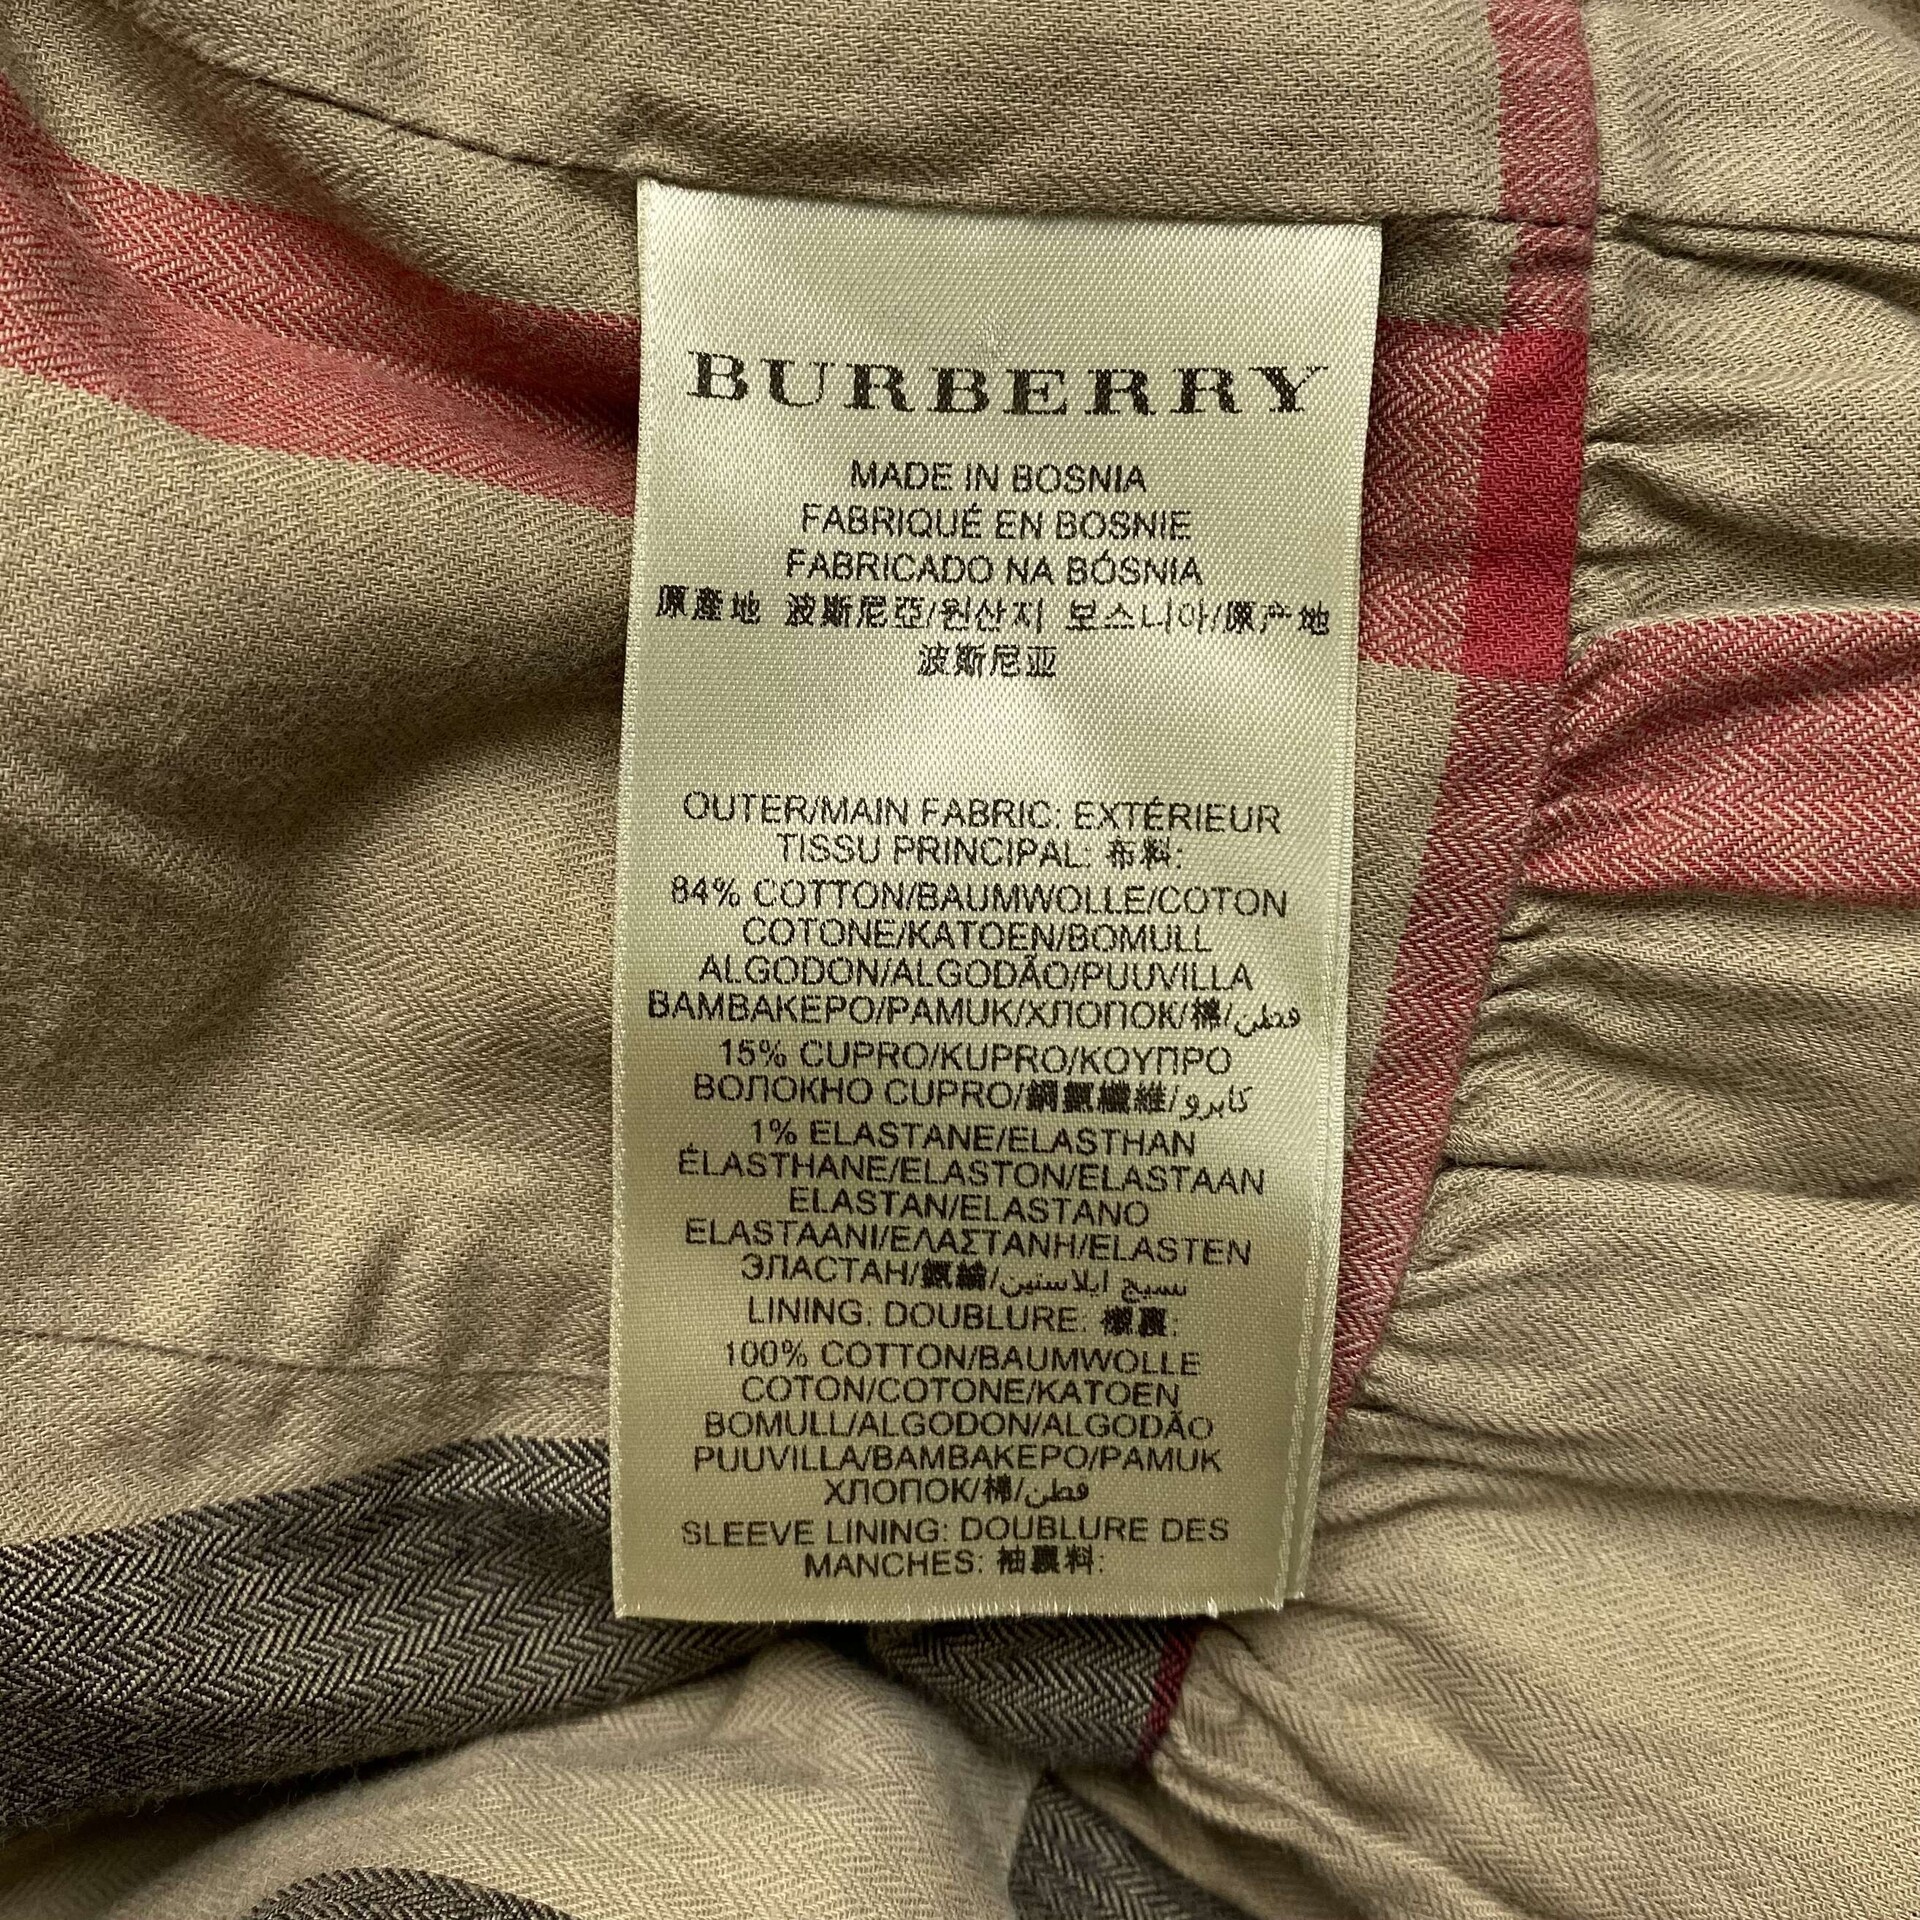 BURBERRY
MADE IN BOSNIA
FABRIQUÉ EN BOSNIE
FABRICADO NA BÓSNIA
原產地 波斯尼亞/원산지 보스니아/原产地
波斯尼亚
OUTER/MAIN FABRIC: EXTÉRIEUR
TISSU PRINCIPAL: 布料:
84% COTTON/BAUMWOLLE/COTON
COTONE/KATOEN/BOMULL
ALGODON/ALGODÃO/PUUVILLA
BAMBAKEPO/PAMUK/ХЛОПОК/棉/قطن
15% CUPRO/KUPRO/ΚΟΥΠΡΟ
ВОЛОКНО CUPRO/銅氨纖維/كابرو
1% ELASTANE/ELASTHAN
ÉLASTHANE/ELASTON/ELASTAAN
ELASTAN/ELASTANO
ELASTAANI/ΕΛΑΣΤΑΝΗ/ELASTEN
ЭЛАСТАН/氨綸/نسيج ايلاستين
LINING: DOUBLURE: 襯裏:
100% COTTON/BAUMWOLLE
COTON/COTONE/KATOEN
BOMULL/ALGODON/ALGODÃO
PUUVILLA/BAMBAKEPO/PAMUK
ХЛОПОК/棉/قطن
SLEEVE LINING: DOUBLURE DES
MANCHES: 袖裏料: